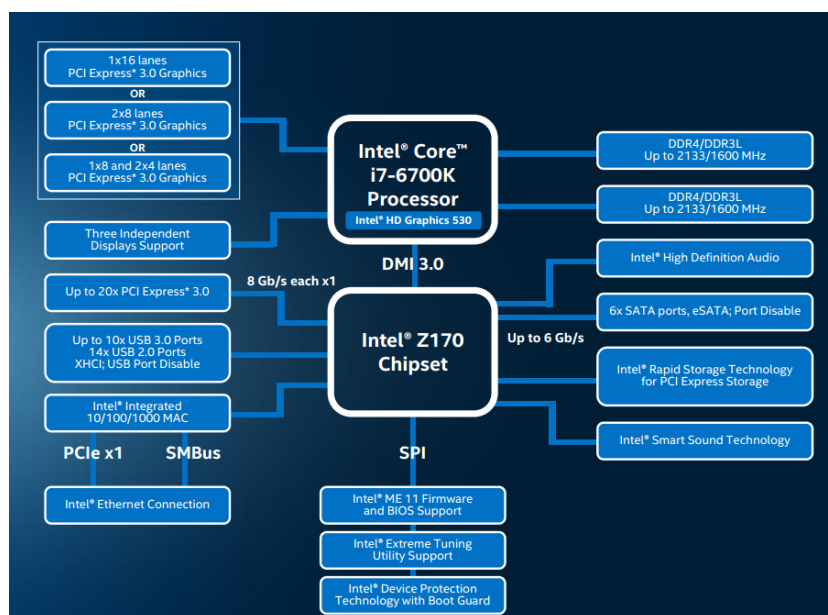 1x16 lanes
PCI Express* 3.0 Graphics
OR
2x8 lanes
PCI Express* 3.0 Graphics
OR
1x8 and 2x4 lanes
PCI Express* 3.0 Graphics
Intel® Core™
i7-6700K
Processor
Intel® HD Graphics 530
DDR4/DDR3L
Up to 2133/1600 MHz
DDR4/DDR3L
Up to 2133/1600 MHz
Three Independent
Displays Support
DMI 3.0
Intel® High Definition Audio
8 Gb/s each x1
Up to 20x PCI Express* 3.0
6x SATA ports, eSATA; Port Disable
Up to 6 Gb/s
Intel® Z170
Chipset
Up to 10x USB 3.0 Ports
14x USB 2.0 Ports
XHCI; USB Port Disable
Intel® Rapid Storage Technology
for PCI Express Storage
Intel® Integrated
10/100/1000 MAC
Intel® Smart Sound Technology
PCIe x1
SMBus
SPI
Intel® Ethernet Connection
Intel® ME 11 Firmware
and BIOS Support
Intel® Extreme Tuning
Utility Support
Intel® Device Protection
Technology with Boot Guard